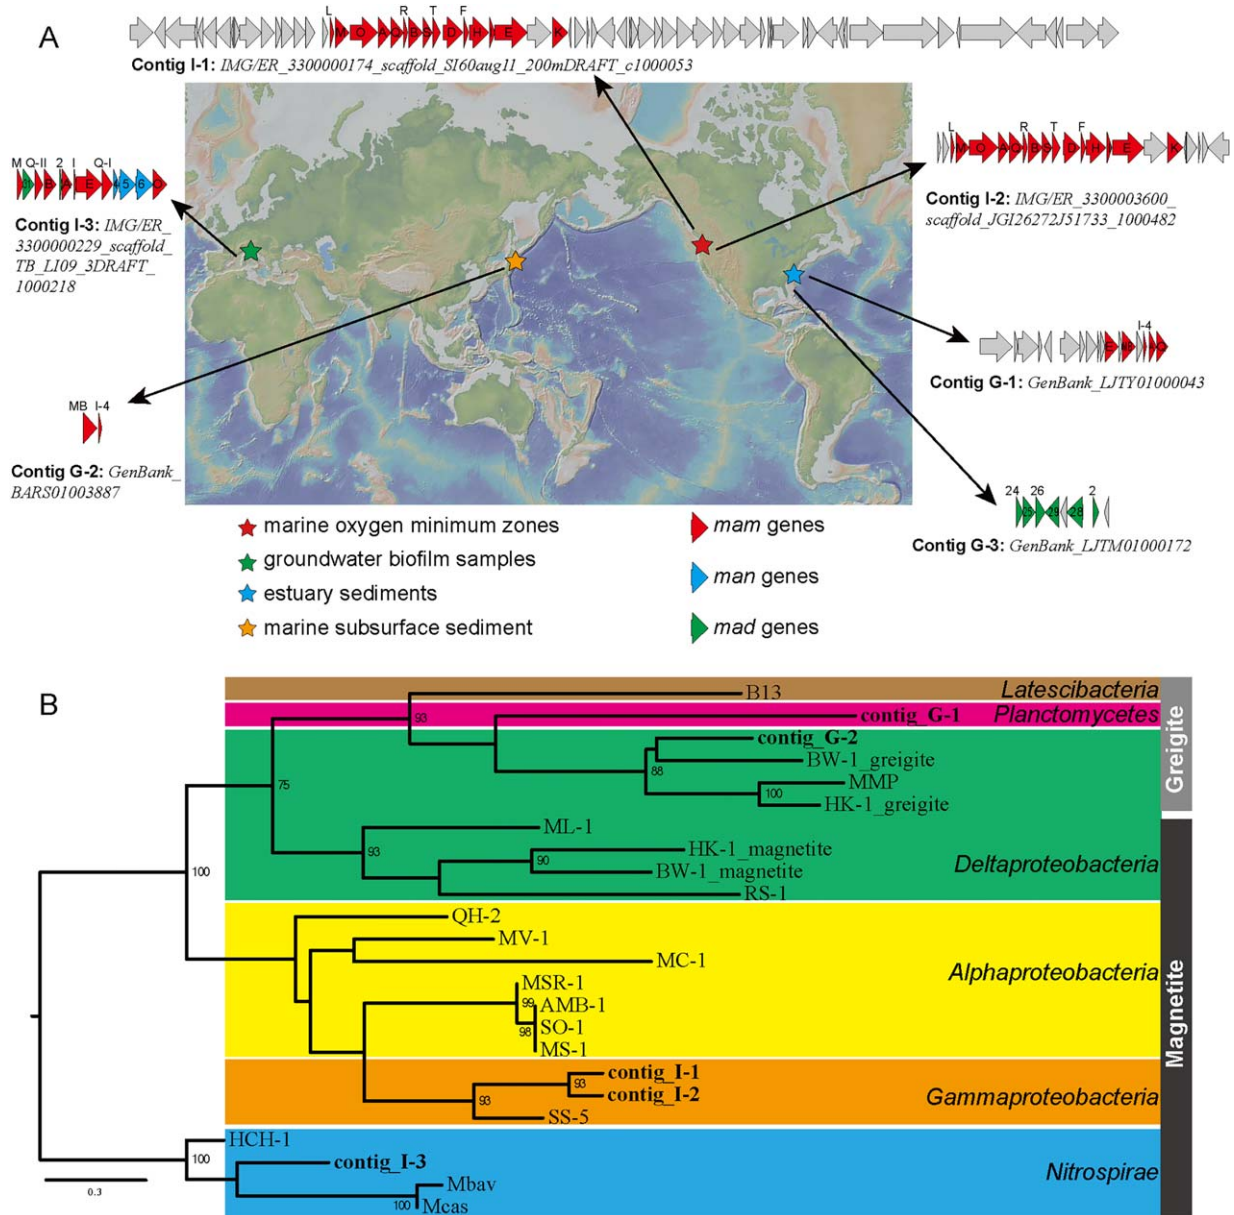 A
L R T F
M O A Q B S D H E K
Contig I-1: IMG/ER_3300000174_scaffold_SI60aug11_200mDRAFT_c1000053
M Q-II 2 I Q-I
B A E 4 5 6 O
Contig I-3: IMG/ER_
3300000229_scaffold_
TB_LI09_3DRAFT_
1000218
L R T F
M O A Q B S D H E K
Contig I-2: IMG/ER_3300003600_
scaffold_JGI26272J51733_1000482
I-4
E Q
Contig G-1: GenBank_LJTY01000043
MB I-4
Contig G-2: GenBank_
BARS01003887
24 26 2
25 29 28
Contig G-3: GenBank_LJTM01000172
marine oxygen minimum zones
groundwater biofilm samples
estuary sediments
marine subsurface sediment
mam genes
man genes
mad genes
B
B13
Latescibacteria
93
contig_G-1
Planctomycetes
contig_G-2
BW-1_greigite
88
MMP
75
100
HK-1_greigite
Greigite
ML-1
HK-1_magnetite
93
90
BW-1_magnetite
Deltaproteobacteria
100
RS-1
QH-2
MV-1
MC-1
Alphaproteobacteria
MSR-1
99
AMB-1
98
SO-1
MS-1
contig_I-1
93
contig_I-2
93
Gammaproteobacteria
SS-5
Magnetite
HCH-1
100
contig_I-3
Nitrospirae
Mbav
100
Mcas
0.3